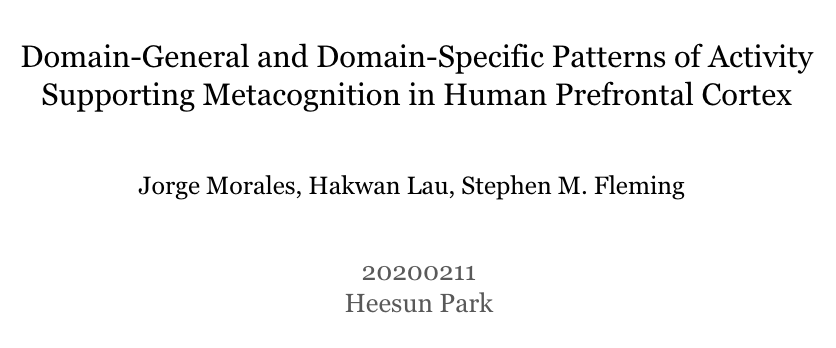 Domain-General and Domain-Specific Patterns of Activity
Supporting Metacognition in Human Prefrontal Cortex
Jorge Morales, Hakwan Lau, Stephen M. Fleming
20200211
Heesun Park